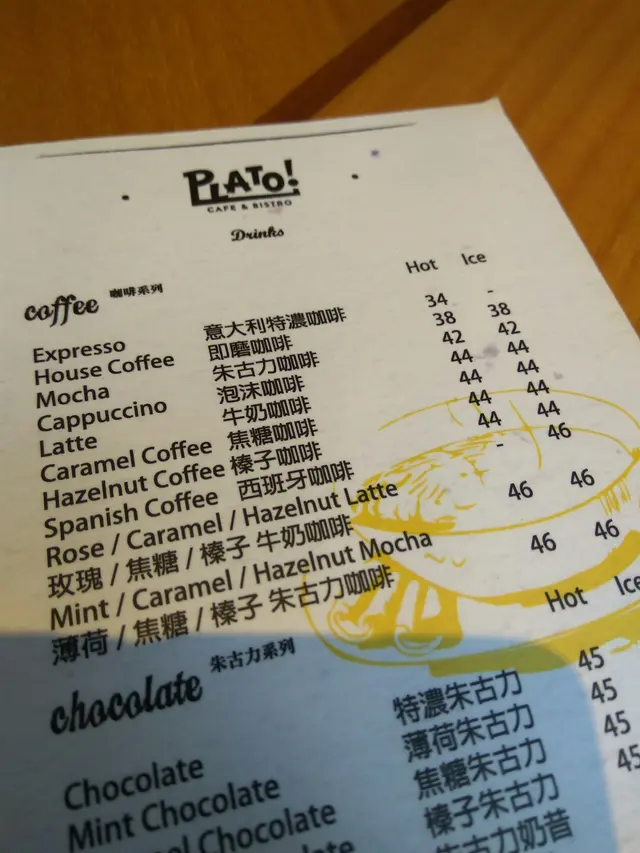 PLATO!
CAFE & BISTRO
Drinks
coffee 咖啡系列 Hot Ice
Expresso 意大利特濃咖啡 34 -
House Coffee 即磨咖啡 38 38
Mocha 朱古力咖啡 42 42
Cappuccino 泡沫咖啡 44 44
Latte 牛奶咖啡 44 44
Caramel Coffee 焦糖咖啡 44 44
Hazelnut Coffee 榛子咖啡 44 44
Spanish Coffee 西班牙咖啡 - 46
Rose / Caramel / Hazelnut Latte 46 46
玫瑰 / 焦糖 / 榛子 牛奶咖啡
Mint / Caramel / Hazelnut Mocha 46 46
薄荷 / 焦糖 / 榛子 朱古力咖啡
chocolate 朱古力系列 Hot Ice
Chocolate 特濃朱古力 45
Mint Chocolate 薄荷朱古力 45
Chocolate 焦糖朱古力 45
榛子朱古力 45
朱古力奶昔